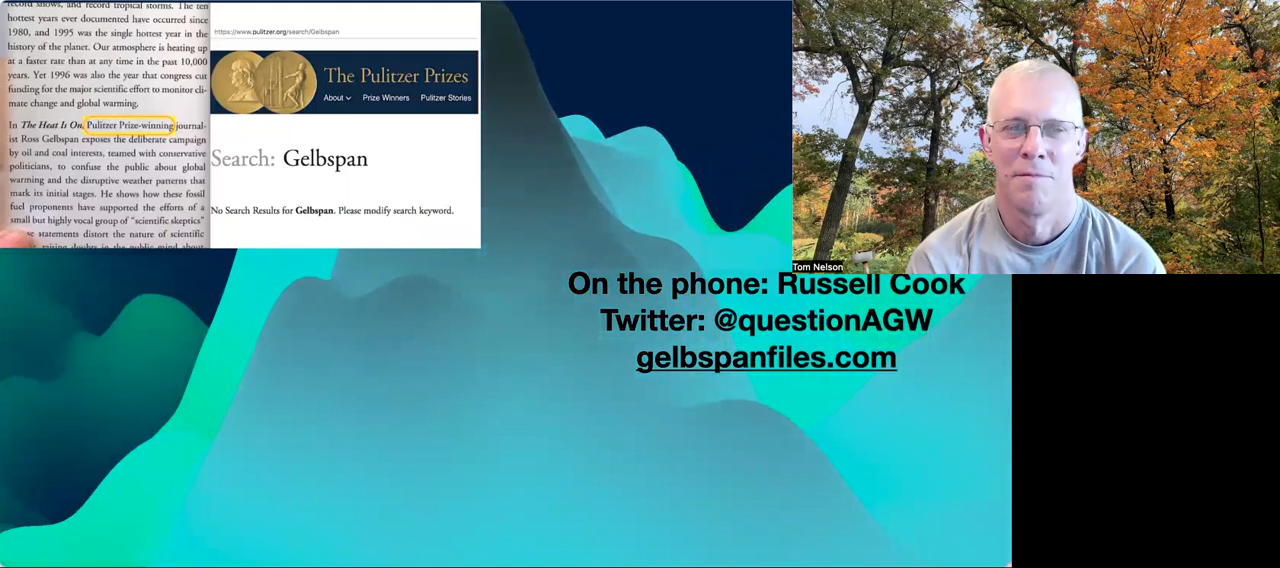 record snows, and record tropical storms. The ten
hottest years ever documented have occurred since
1980, and 1995 was the single hottest year in the
history of the planet. Our atmosphere is heating up
at a faster rate than at any time in the past 10,000
years. Yet 1996 was also the year that congress cut
funding for the major scientific effort to monitor cli-
mate change and global warming.
In The Heat Is On, Pulitzer Prize-winning journal-
ist Ross Gelbspan exposes the deliberate campaign
by oil and coal interests, teamed with conservative
politicians, to confuse the public about global
warming and the disruptive weather patterns that
mark its initial stages. He shows how these fossil
fuel proponents have supported the efforts of a
small but highly vocal group of “scientific skeptics”
statements distort the nature of scientific
raising doubts in the public mind about
https://www.pulitzer.org/search/Gelbspan
The Pulitzer Prizes
About Prize Winners Pulitzer Stories
Search: Gelbspan
No Search Results for Gelbspan. Please modify search keyword.
Tom Nelson
On the phone: Russell Cook
Twitter: @questionAGW
gelbspanfiles.com